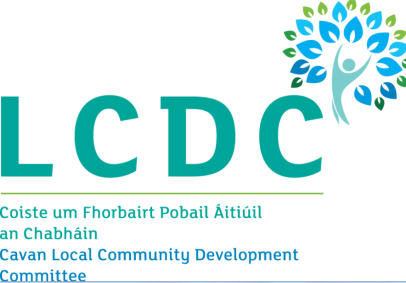 LCDC
Coiste um Fhorbairt Pobail Áitiúil
an Chabháin
Cavan Local Community Development
Committee